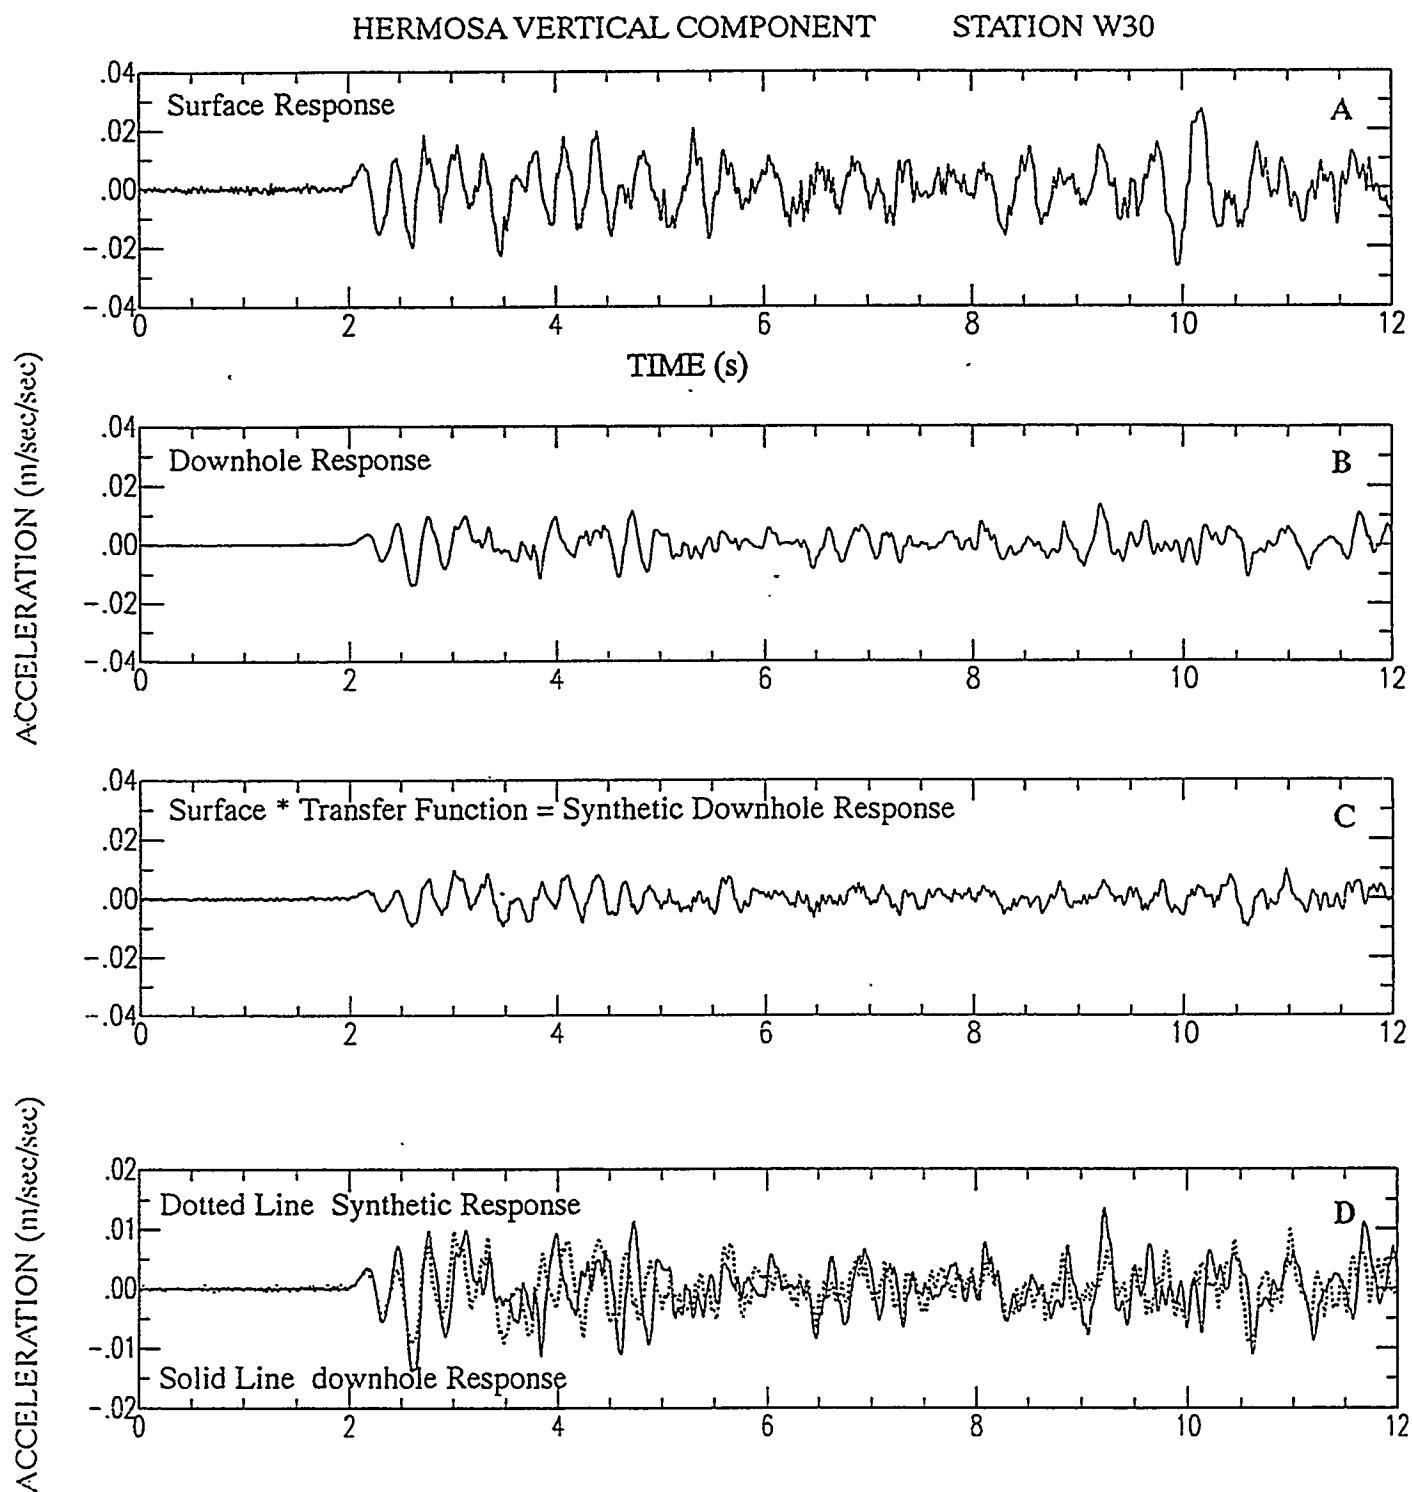 HERMOSA VERTICAL COMPONENT STATION W30
.04
Surface Response A
.02
.00
-.02
-.04
0 2 4 6 8 10 12
TIME (s)
ACCELERATION (m/sec/sec)
.04
Downhole Response B
.02
.00
-.02
-.04
0 2 4 6 8 10 12
.04
Surface * Transfer Function = Synthetic Downhole Response C
.02
.00
-.02
-.04
0 2 4 6 8 10 12
ACCELERATION (m/sec/sec)
.02
Dotted Line Synthetic Response D
.01
.00
-.01
Solid Line downhole Response
-.02
0 2 4 6 8 10 12